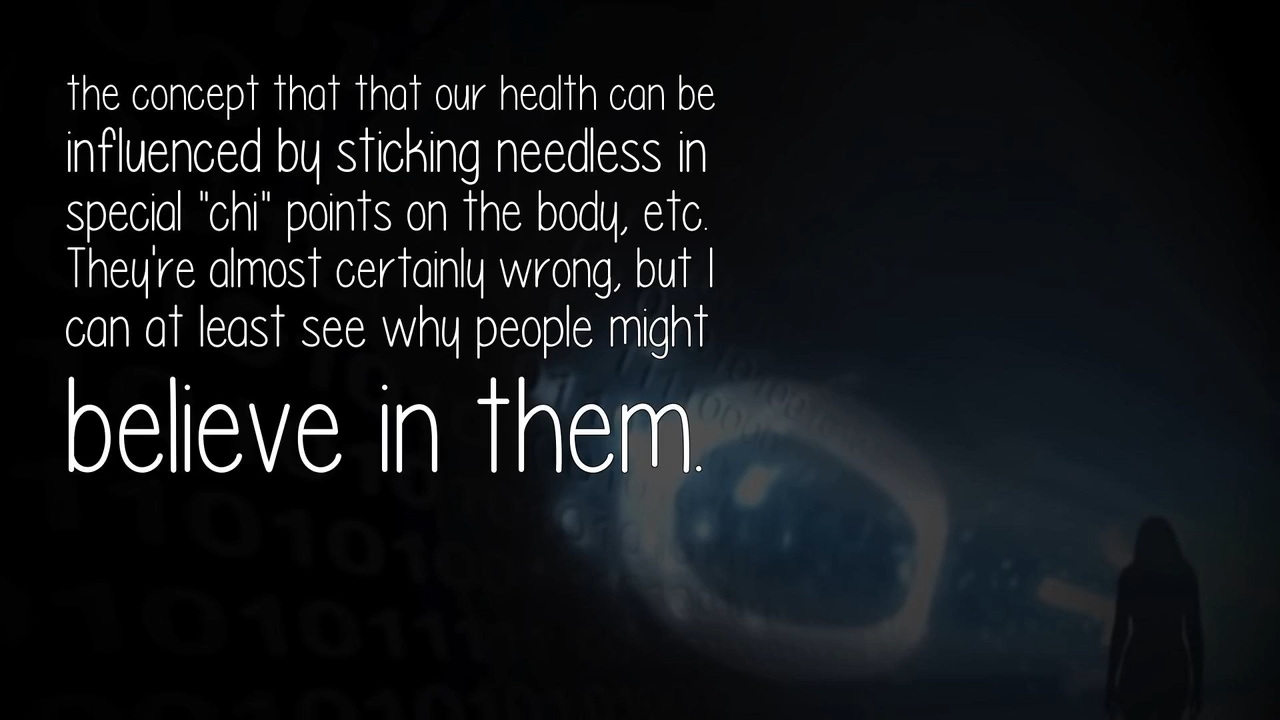 the concept that that our health can be
influenced by sticking needless in
special "chi" points on the body, etc.
They're almost certainly wrong, but I
can at least see why people might
believe in them.